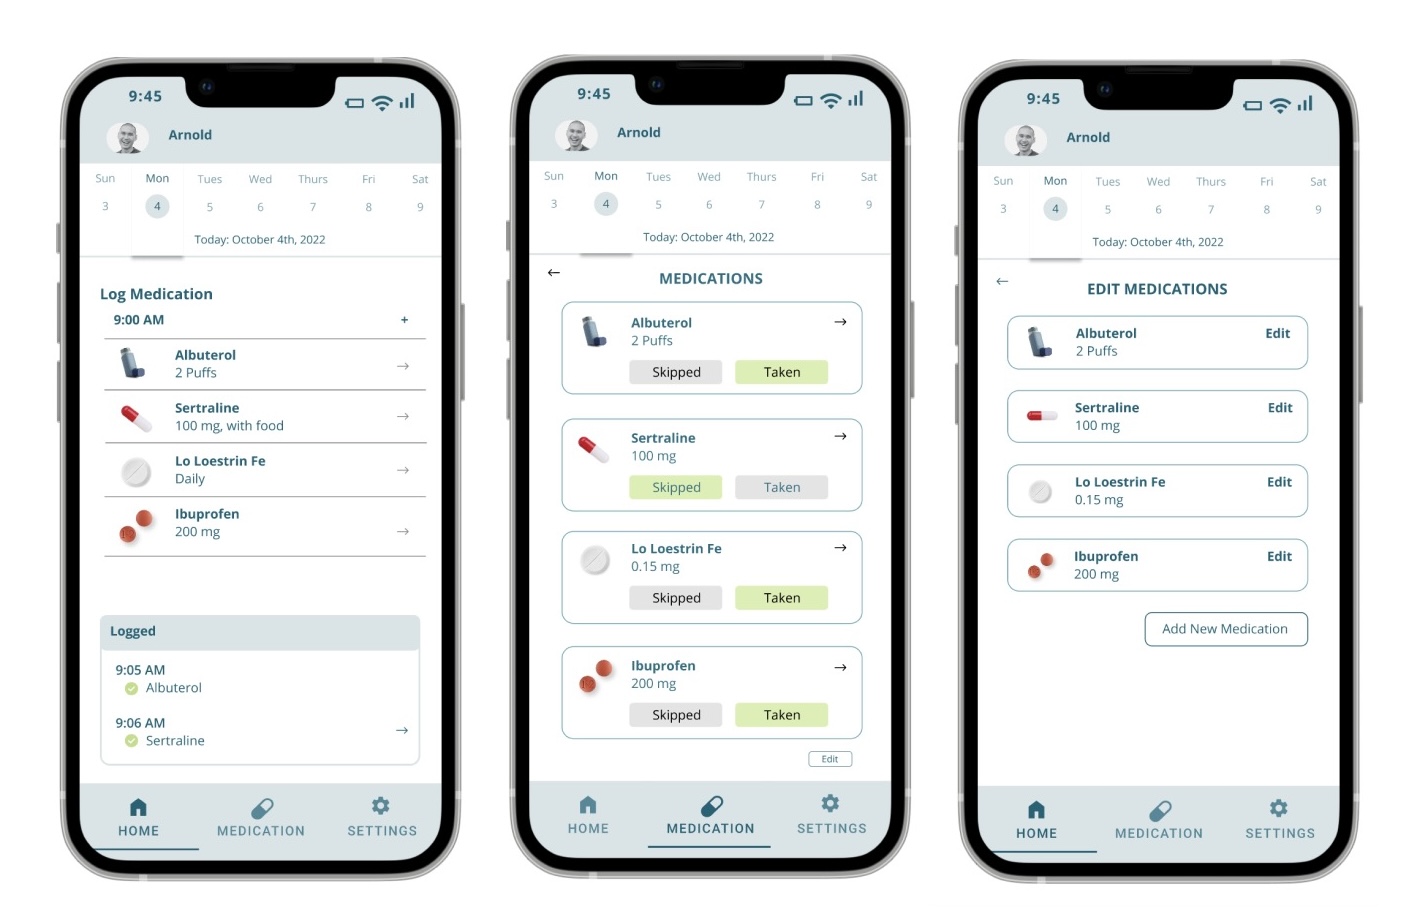 9:45
Arnold
Sun Mon Tues Wed Thurs Fri Sat
3 4 5 6 7 8 9
Today: October 4th, 2022
Log Medication
9:00 AM +
Albuterol
2 Puffs
Sertraline
100 mg, with food
Lo Loestrin Fe
Daily
Ibuprofen
200 mg
Logged
9:05 AM
Albuterol
9:06 AM
Sertraline
HOME MEDICATION SETTINGS
9:45
Arnold
Sun Mon Tues Wed Thurs Fri Sat
3 4 5 6 7 8 9
Today: October 4th, 2022
MEDICATIONS
Albuterol
2 Puffs
Skipped Taken
Sertraline
100 mg
Skipped Taken
Lo Loestrin Fe
0.15 mg
Skipped Taken
Ibuprofen
200 mg
Skipped Taken
Edit
HOME MEDICATION SETTINGS
9:45
Arnold
Sun Mon Tues Wed Thurs Fri Sat
3 4 5 6 7 8 9
Today: October 4th, 2022
EDIT MEDICATIONS
Albuterol Edit
2 Puffs
Sertraline Edit
100 mg
Lo Loestrin Fe Edit
0.15 mg
Ibuprofen Edit
200 mg
Add New Medication
HOME MEDICATION SETTINGS